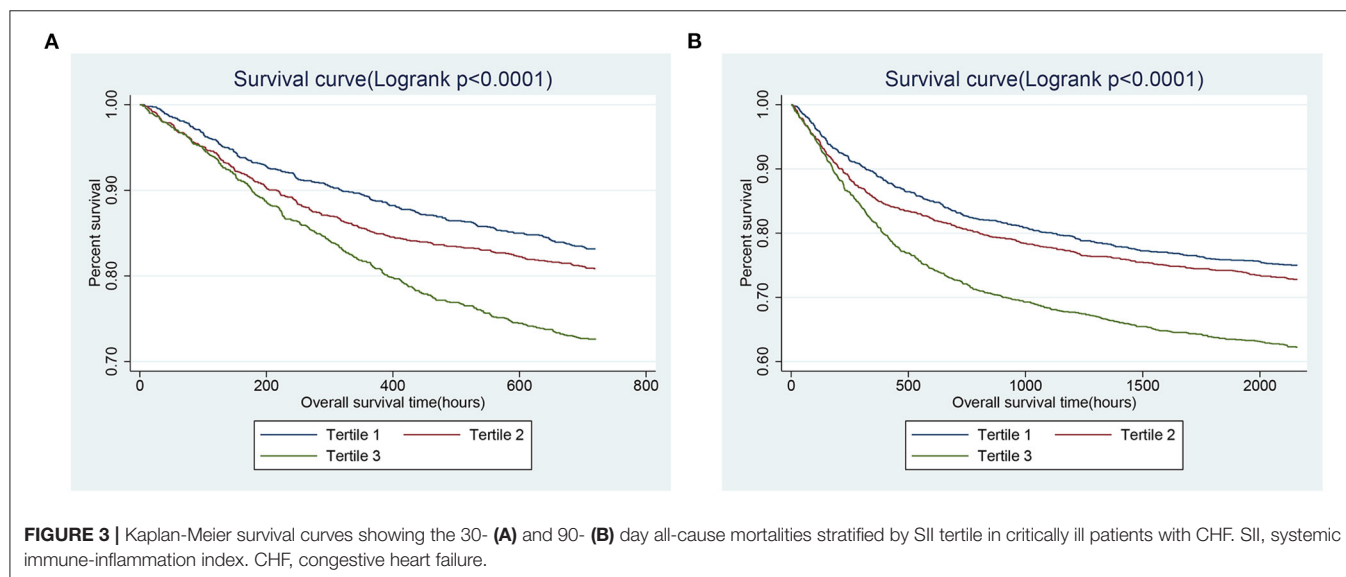 A
Survival curve(Logrank p<0.0001)
Percent survival
1.00
0.90
0.80
0.70
0 200 400 600 800
Overall survival time(hours)
Tertile 1 Tertile 2
Tertile 3
B
Survival curve(Logrank p<0.0001)
Percent survival
1.00
0.90
0.80
0.70
0.60
0 500 1000 1500 2000
Overall survival time(hours)
Tertile 1 Tertile 2
Tertile 3
FIGURE 3 | Kaplan-Meier survival curves showing the 30- (A) and 90- (B) day all-cause mortalities stratified by SII tertile in critically ill patients with CHF. SII, systemic
immune-inflammation index. CHF, congestive heart failure.